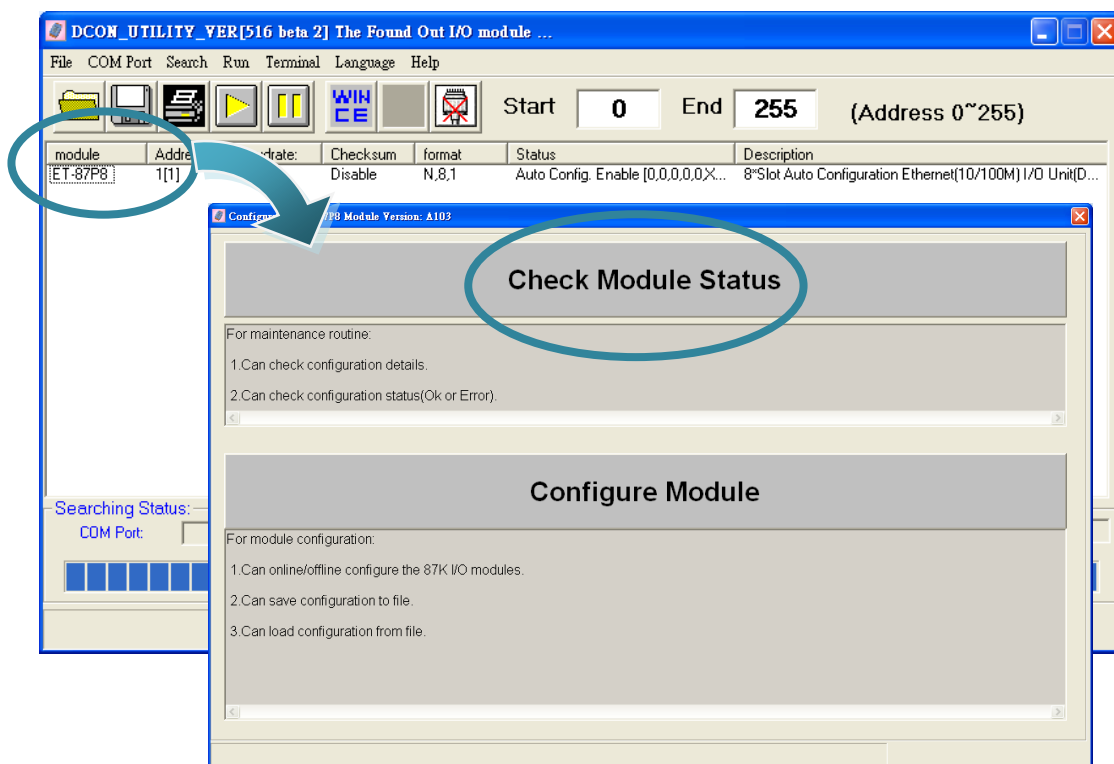 DCON_UTILITY_VER[516 beta 2] The Found Out I/O module ...
File COM Port Search Run Terminal Language Help
WIN CE Start 0 End 255 (Address 0~255)
module Checksum format Status Description
ET-87P8 1[1] Disable N,8,1 Auto Config. Enable [0,0,0,0,0,X... 8*Slot Auto Configuration Ethernet(10/100M) I/O Unit(D...
Module Version: A103
Check Module Status
For maintenance routine:
1.Can check configuration details.
2.Can check configuration status(Ok or Error).
Configure Module
For module configuration:
1.Can online/offline configure the 87K I/O modules.
2.Can save configuration to file.
3.Can load configuration from file.
Searching Status:
COM Port: